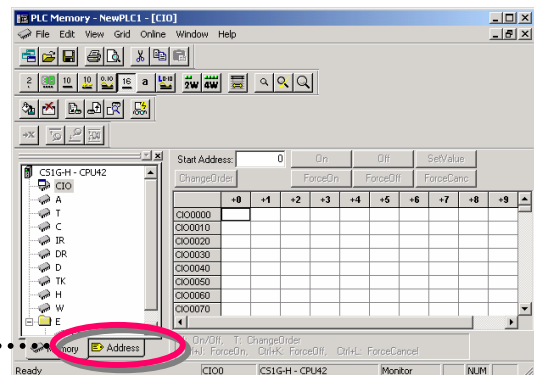 PLC Memory - NewPLC1 - [CIO]
File Edit View Grid Online Window Help
2 10 10 0.10 16 a
2W 4W
CS1G-H - CPU42
CIO
A
T
C
IR
DR
D
TK
H
W
E
Memory Address
Start Address: 0 On Off SetValue
ChangeOrder ForceOn ForceOff ForceCanc
+0 +1 +2 +3 +4 +5 +6 +7 +8 +9
CIO0000
CIO0010
CIO0020
CIO0030
CIO0040
CIO0050
CIO0060
CIO0070
On/Off, T: ChangeOrder
Ctrl+J: ForceOn, Ctrl+K: ForceOff, Ctrl+L: ForceCancel
Ready CIO0 CS1G-H - CPU42 Monitor NUM